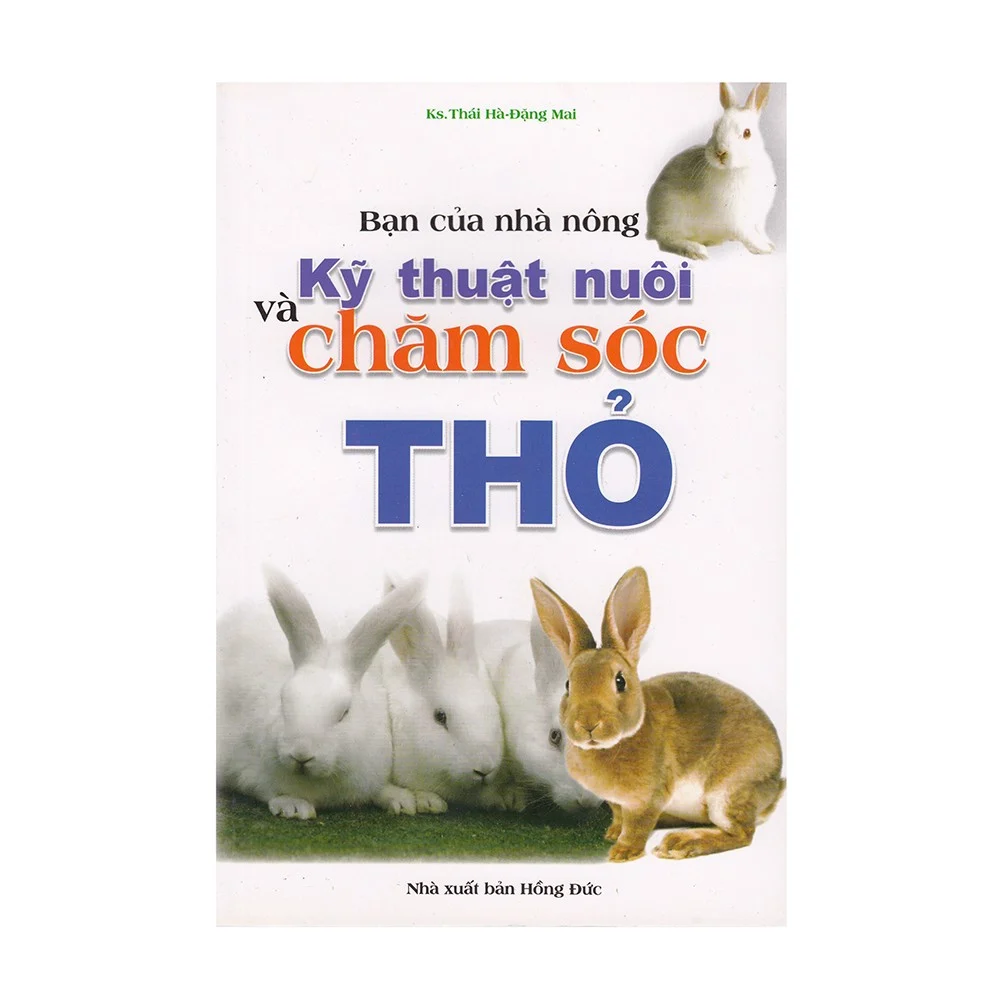 Ks. Thái Hà-Đặng Mai
Bạn của nhà nông
Kỹ thuật nuôi
và chăm sóc
THỎ
Nhà xuất bản Hồng Đức